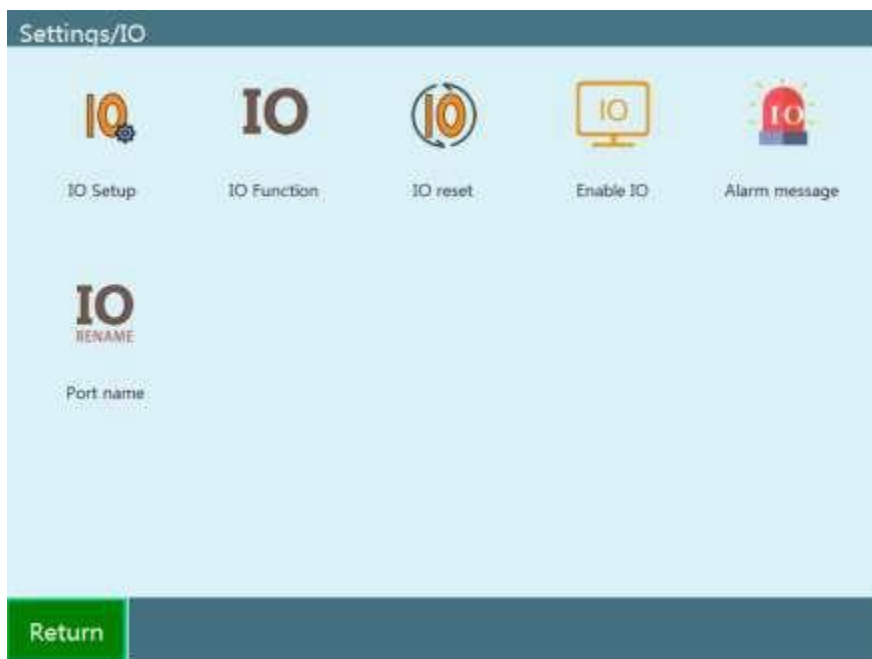 Settings/IO
IO
IO
IO
IO
IO
IO Setup
IO Function
IO reset
Enable IO
Alarm message
IO
RENAME
Port name
Return